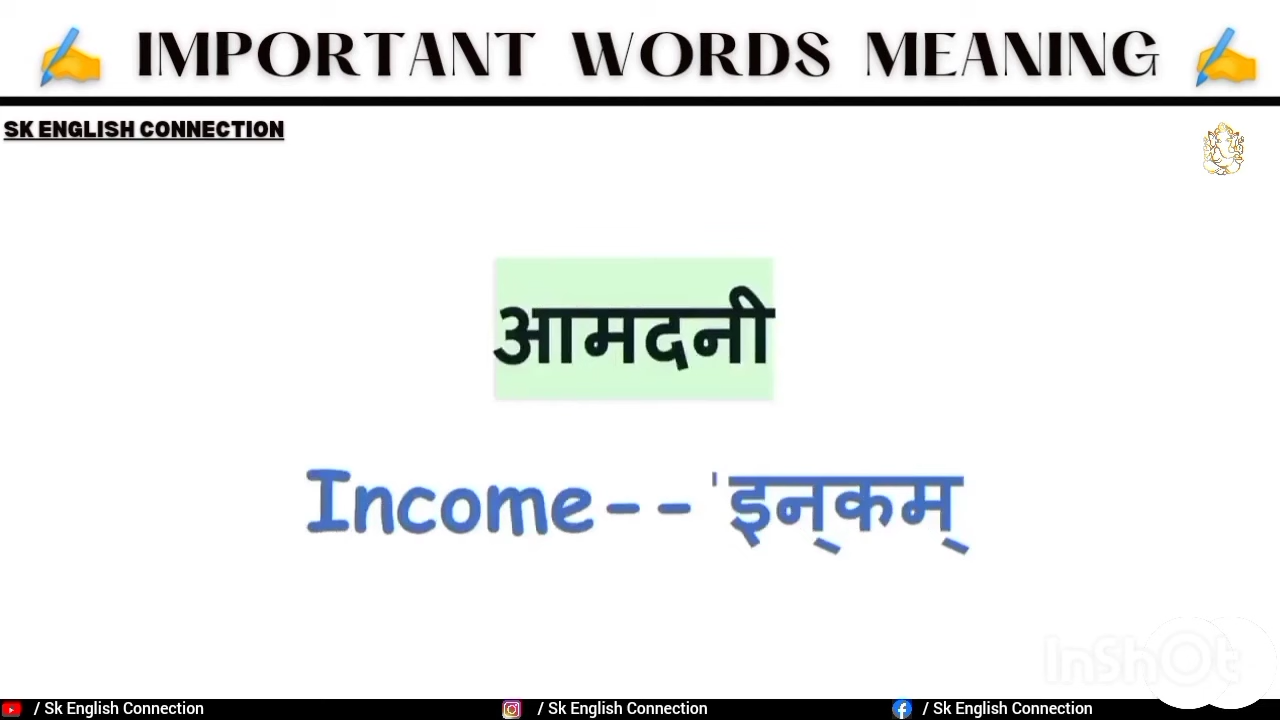 IMPORTANT WORDS MEANING
SK ENGLISH CONNECTION
आमदनी
Income--ˈइन्कम्
InShOt
/ Sk English Connection / Sk English Connection / Sk English Connection